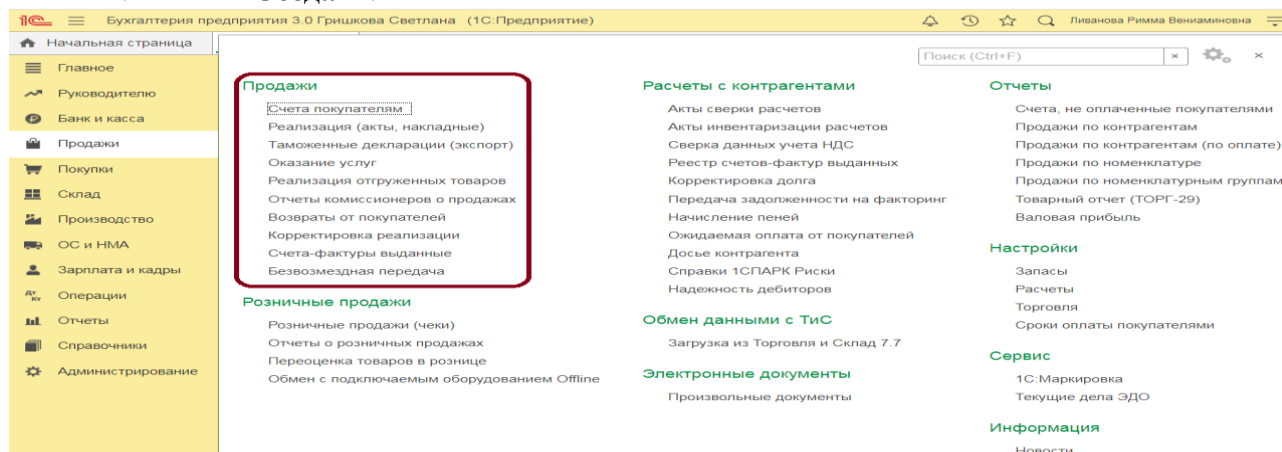 Бухгалтерия предприятия 3.0 Гришкова Светлана (1С:Предприятие)
Ливанова Римма Вениаминовна
Начальная страница
Поиск (Ctrl+F)
Главное
Руководителю
Банк и касса
Продажи
Покупки
Склад
Производство
ОС и НМА
Зарплата и кадры
Операции
Отчеты
Справочники
Администрирование
Продажи
Счета покупателям
Реализация (акты, накладные)
Таможенные декларации (экспорт)
Оказание услуг
Реализация отгруженных товаров
Отчеты комиссионеров о продажах
Возвраты от покупателей
Корректировка реализации
Счета-фактуры выданные
Безвозмездная передача
Розничные продажи
Розничные продажи (чеки)
Отчеты о розничных продажах
Переоценка товаров в рознице
Обмен с подключаемым оборудованием Offline
Расчеты с контрагентами
Акты сверки расчетов
Акты инвентаризации расчетов
Сверка данных учета НДС
Реестр счетов-фактур выданных
Корректировка долга
Передача задолженности на факторинг
Начисление пеней
Ожидаемая оплата от покупателей
Досье контрагента
Справки 1СПАРК Риски
Надежность дебиторов
Обмен данными с ТиС
Загрузка из Торговля и Склад 7.7
Электронные документы
Произвольные документы
Отчеты
Счета, не оплаченные покупателями
Продажи по контрагентам
Продажи по контрагентам (по оплате)
Продажи по номенклатуре
Продажи по номенклатурным группам
Товарный отчет (ТОРГ-29)
Валовая прибыль
Настройки
Запасы
Расчеты
Торговля
Сроки оплаты покупателями
Сервис
1С:Маркировка
Текущие дела ЭДО
Информация
Новости